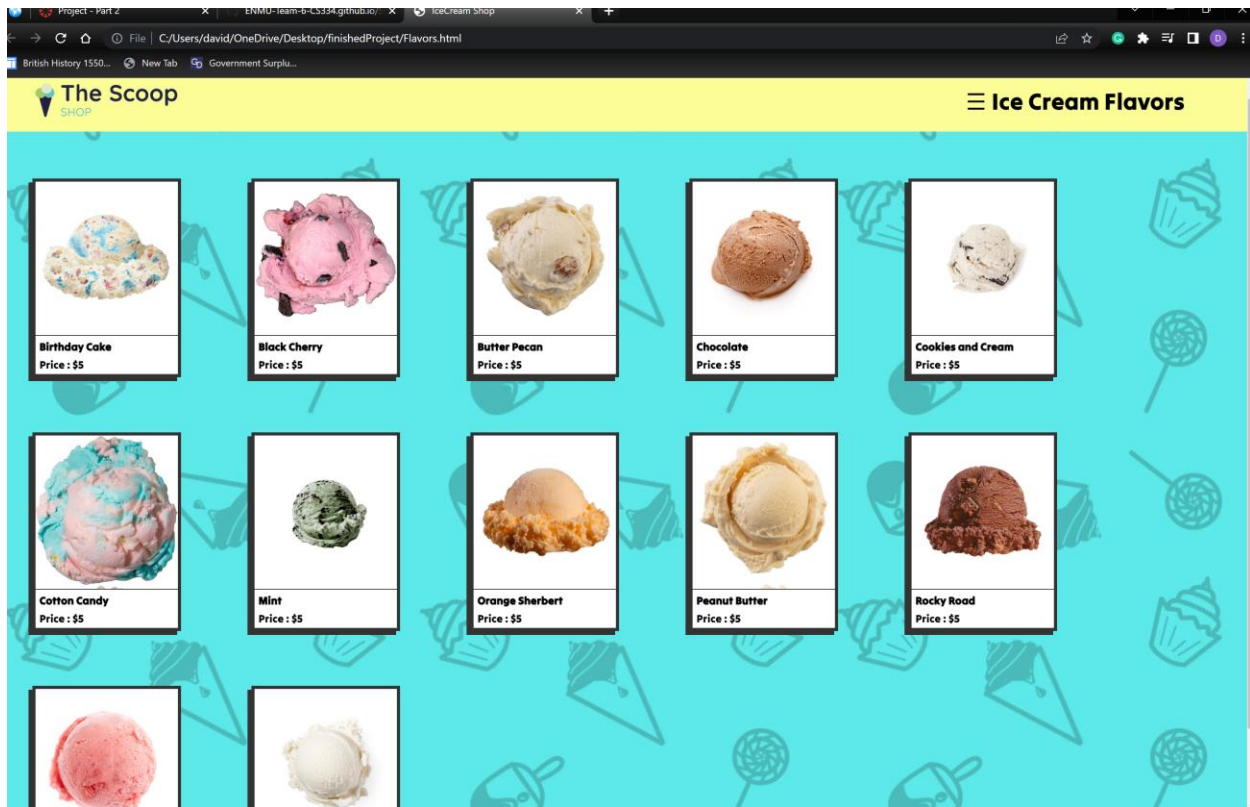 Project - Part 2
ENMU-Team-6-CS334.github.io/
IceCream Shop
File
C:/Users/david/OneDrive/Desktop/finishedProject/Flavors.html
D
British History 1550...
New Tab
Government Surplu...
The Scoop
SHOP
☰ Ice Cream Flavors
Birthday Cake
Price : $5
Black Cherry
Price : $5
Butter Pecan
Price : $5
Chocolate
Price : $5
Cookies and Cream
Price : $5
Cotton Candy
Price : $5
Mint
Price : $5
Orange Sherbert
Price : $5
Peanut Butter
Price : $5
Rocky Road
Price : $5